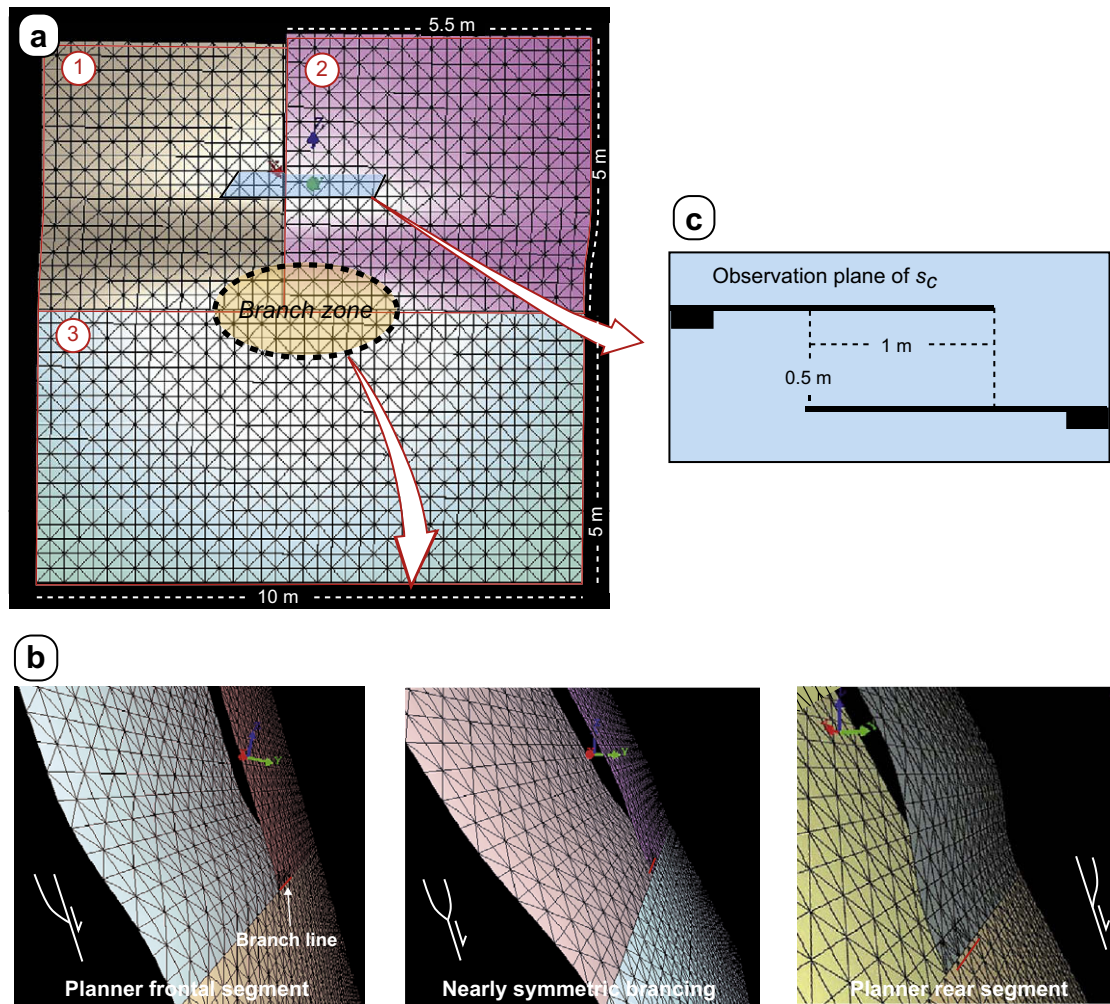 a
5.5 m
1
2
5 m
Branch zone
3
5 m
10 m
c
Observation plane of sC
1 m
0.5 m
b
Y
Y
Branch line
Planner frontal segment
Nearly symmetric brancing
Planner rear segment